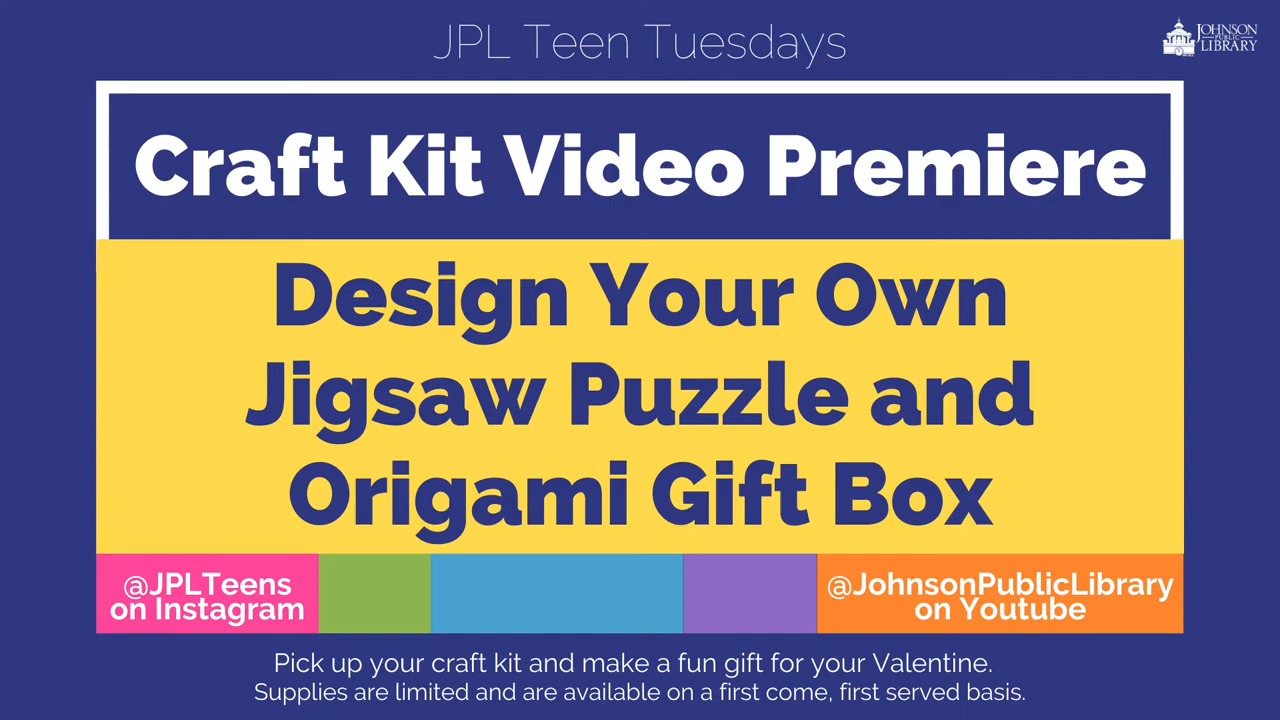 JPL Teen Tuesdays
JOHNSON
PUBLIC
LIBRARY
Craft Kit Video Premiere
Design Your Own
Jigsaw Puzzle and
Origami Gift Box
@JPLTeens
on Instagram
@JohnsonPublicLibrary
on Youtube
Pick up your craft kit and make a fun gift for your Valentine.
Supplies are limited and are available on a first come, first served basis.